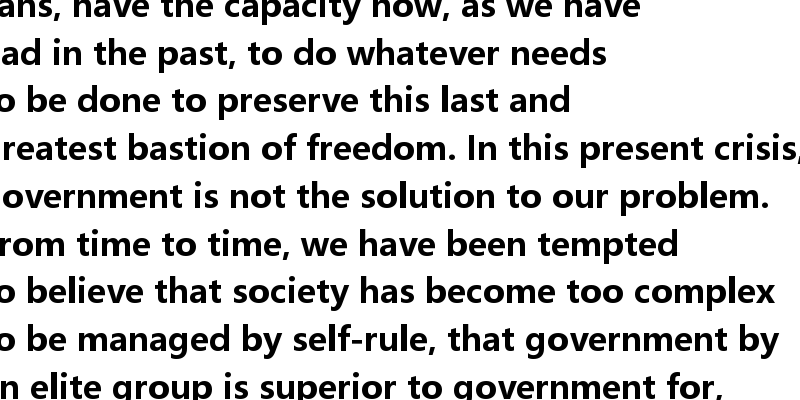 ans, have the capacity now, as we have
ad in the past, to do whatever needs
o be done to preserve this last and
reatest bastion of freedom. In this present crisis,
overnment is not the solution to our problem.
rom time to time, we have been tempted
o believe that society has become too complex
o be managed by self-rule, that government by
n elite group is superior to government for,